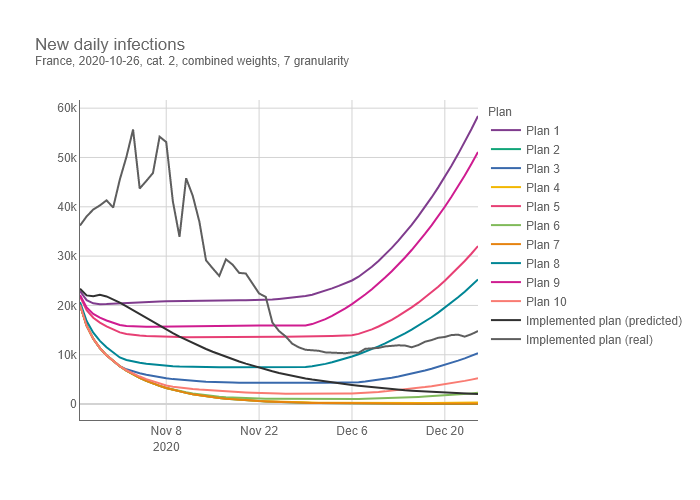 New daily infections
France, 2020-10-26, cat. 2, combined weights, 7 granularity
60k
50k
40k
30k
20k
10k
0
Nov 8
2020
Nov 22
Dec 6
Dec 20
Plan
Plan 1
Plan 2
Plan 3
Plan 4
Plan 5
Plan 6
Plan 7
Plan 8
Plan 9
Plan 10
Implemented plan (predicted)
Implemented plan (real)